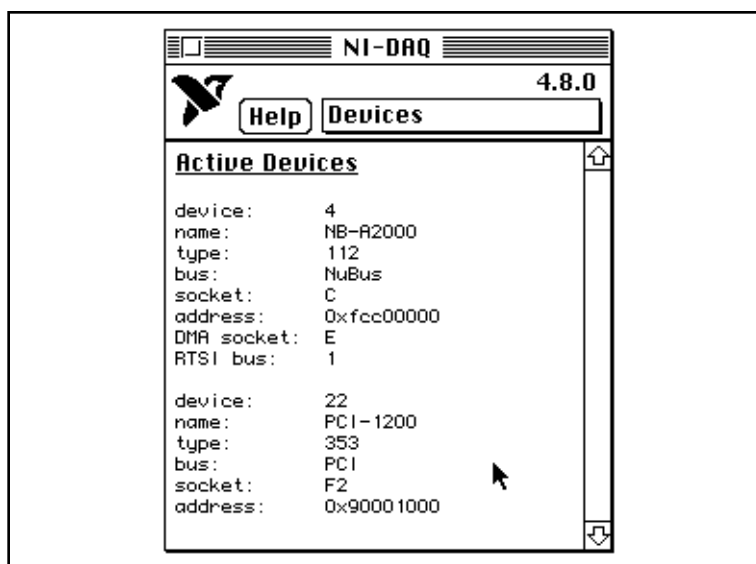 NI-DAQ
4.8.0
Help Devices
Active Devices
device: 4
name: NB-A2000
type: 112
bus: NuBus
socket: C
address: 0xfcc00000
DMA socket: E
RTSI bus: 1
device: 22
name: PCI-1200
type: 353
bus: PCI
socket: F2
address: 0x90001000